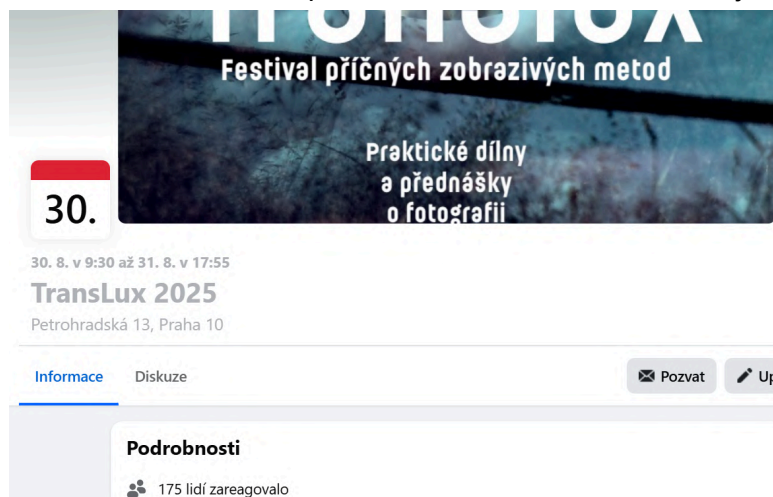 Festival příčných zobrazivých metod
Praktické dílny
a přednášky
o fotografii
30.
30. 8. v 9:30 až 31. 8. v 17:55
TransLux 2025
Petrohradská 13, Praha 10
Informace
Diskuze
Pozvat
Podrobnosti
175 lidí zareagovalo